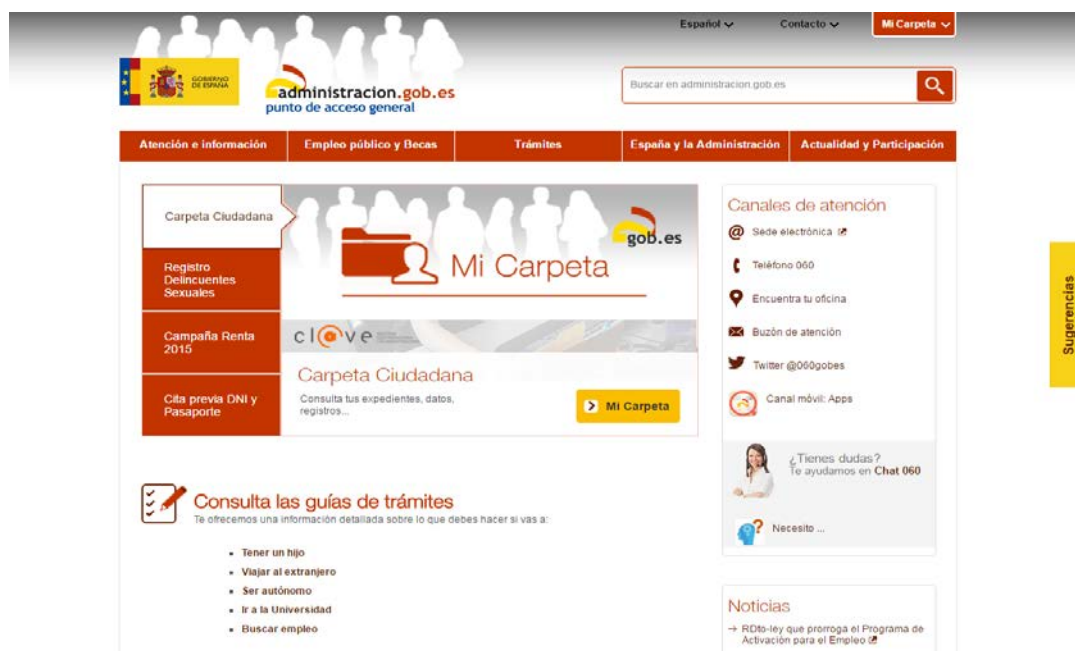 Español
Contacto
Mi Carpeta
GOBIERNO
DE ESPAÑA
administracion.gob.es
punto de acceso general
Buscar en administracion.gob.es
Atención e información
Empleo público y Becas
Trámites
España y la Administración
Actualidad y Participación
Carpeta Ciudadana
Registro
Delincuentes
Sexuales
Campaña Renta
2015
Cita previa DNI y
Pasaporte
gob.es
Mi Carpeta
cl@ve
Carpeta Ciudadana
Consulta tus expedientes, datos,
registros...
Mi Carpeta
Canales de atención
Sede electrónica
Teléfono 060
Encuentra tu oficina
Buzón de atención
Twitter @060gobes
Canal móvil: Apps
¿Tienes dudas?
Te ayudamos en Chat 060
Necesito ...
Sugerencias
Consulta las guías de trámites
Te ofrecemos una información detallada sobre lo que debes hacer si vas a:
Tener un hijo
Viajar al extranjero
Ser autónomo
Ir a la Universidad
Buscar empleo
Noticias
→ RDto-ley que prorroga el Programa de
Activación para el Empleo